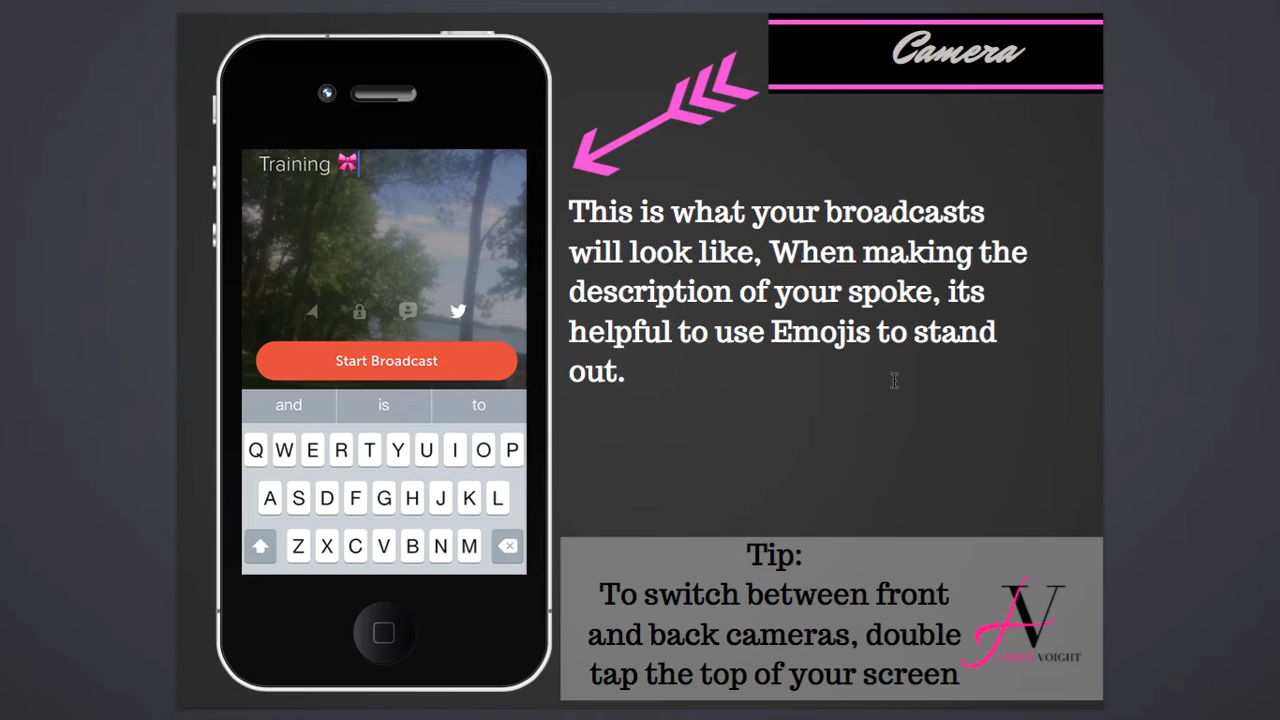 Camera
Training 🎀
This is what your broadcasts
will look like, When making the
description of your spoke, its
helpful to use Emojis to stand
out.
Start Broadcast
and is to
Q W E R T Y U I O P
A S D F G H J K L
Z X C V B N M
Tip:
To switch between front
and back cameras, double
tap the top of your screen
AV
VOIGHT